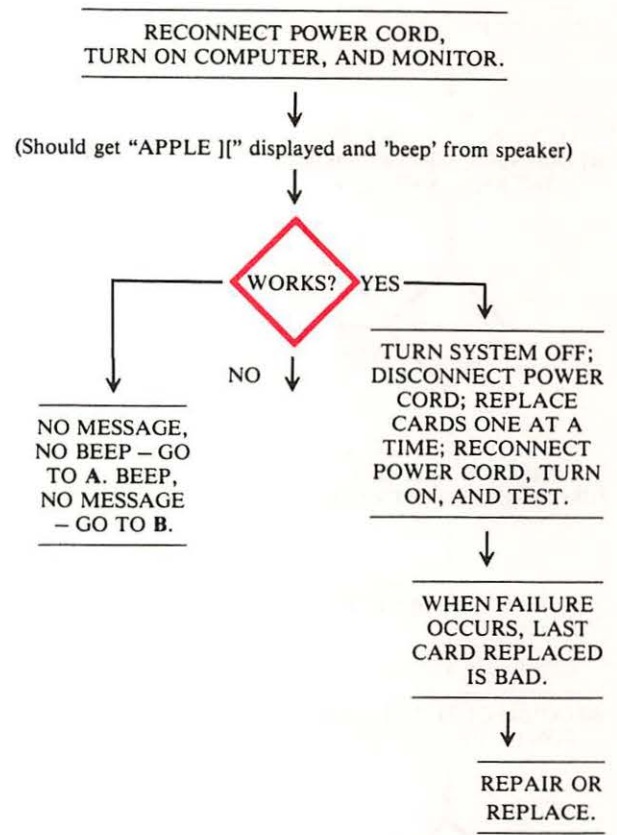 RECONNECT POWER CORD,
TURN ON COMPUTER, AND MONITOR.
(Should get “APPLE ][” displayed and 'beep' from speaker)
WORKS?
YES
NO
NO MESSAGE,
NO BEEP – GO
TO A. BEEP,
NO MESSAGE
– GO TO B.
TURN SYSTEM OFF;
DISCONNECT POWER
CORD; REPLACE
CARDS ONE AT A
TIME; RECONNECT
POWER CORD, TURN
ON, AND TEST.
WHEN FAILURE
OCCURS, LAST
CARD REPLACED
IS BAD.
REPAIR OR
REPLACE.